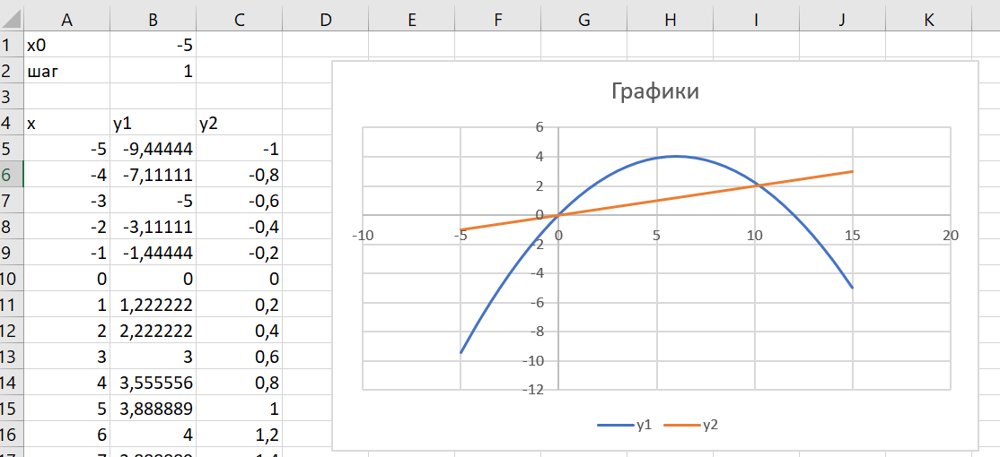 A B C D E F G H I J K
1 x0 -5
2 шаг 1
3
4 x y1 y2
5 -5 -9,44444 -1
6 -4 -7,11111 -0,8
7 -3 -5 -0,6
8 -2 -3,11111 -0,4
9 -1 -1,44444 -0,2
10 0 0 0
11 1 1,222222 0,2
12 2 2,222222 0,4
13 3 3 0,6
14 4 3,555556 0,8
15 5 3,888889 1
16 6 4 1,2
Графики
6
4
2
0
-10 -5 0 5 10 15 20
-2
-4
-6
-8
-10
-12
y1 y2